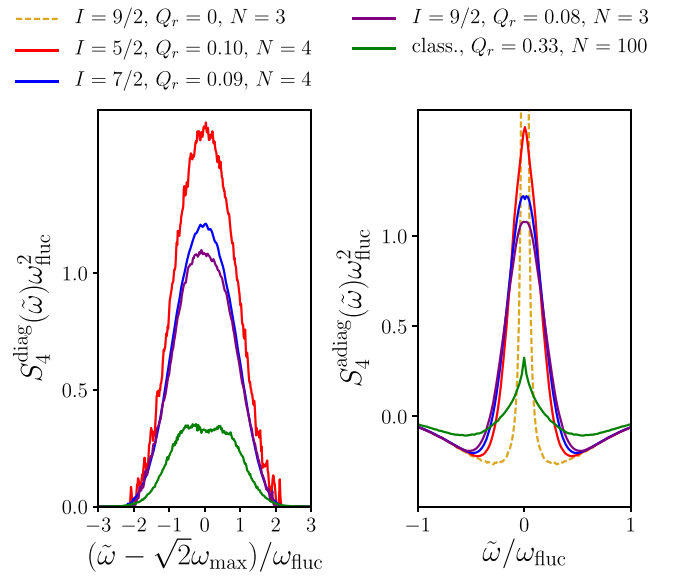 I = 9/2, Q_r = 0, N = 3
I = 5/2, Q_r = 0.10, N = 4
I = 7/2, Q_r = 0.09, N = 4
I = 9/2, Q_r = 0.08, N = 3
class., Q_r = 0.33, N = 100
S_4^diag(ω̃)ω_fluc^2
1.0
0.5
0.0
−3 −2 −1 0 1 2 3
(ω̃ − √2ω_max)/ω_fluc
S_4^adiag(ω̃)ω_fluc^2
1.0
0.5
0.0
−1 0 1
ω̃/ω_fluc